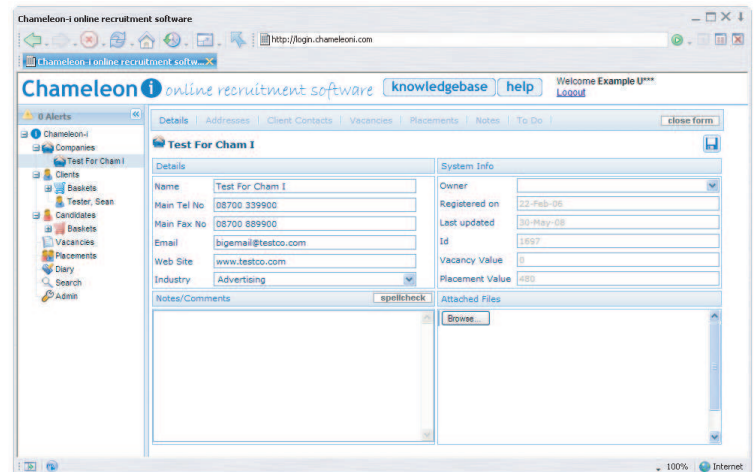 Chameleon-i online recruitment software
http://login.chameleoni.com
Chameleon-i online recruitment softw...
Chameleon i online recruitment software
knowledgebase
help
Welcome Example U***
Logout
0 Alerts
Chameleon-i
Companies
Test For Cham I
Clients
Baskets
Tester, Sean
Candidates
Baskets
Vacancies
Placements
Diary
Search
Admin
Details | Addresses | Client Contacts | Vacancies | Placements | Notes | To Do |
close form
Test For Cham I
Details
Name Test For Cham I
Main Tel No 08700 339900
Main Fax No 08700 889900
Email bigemail@testco.com
Web Site www.testco.com
Industry Advertising
System Info
Owner
Registered on 22-Feb-06
Last updated 30-May-08
Id 1697
Vacancy Value 0
Placement Value 480
Notes/Comments
spellcheck
Attached Files
Browse...
100%
Internet